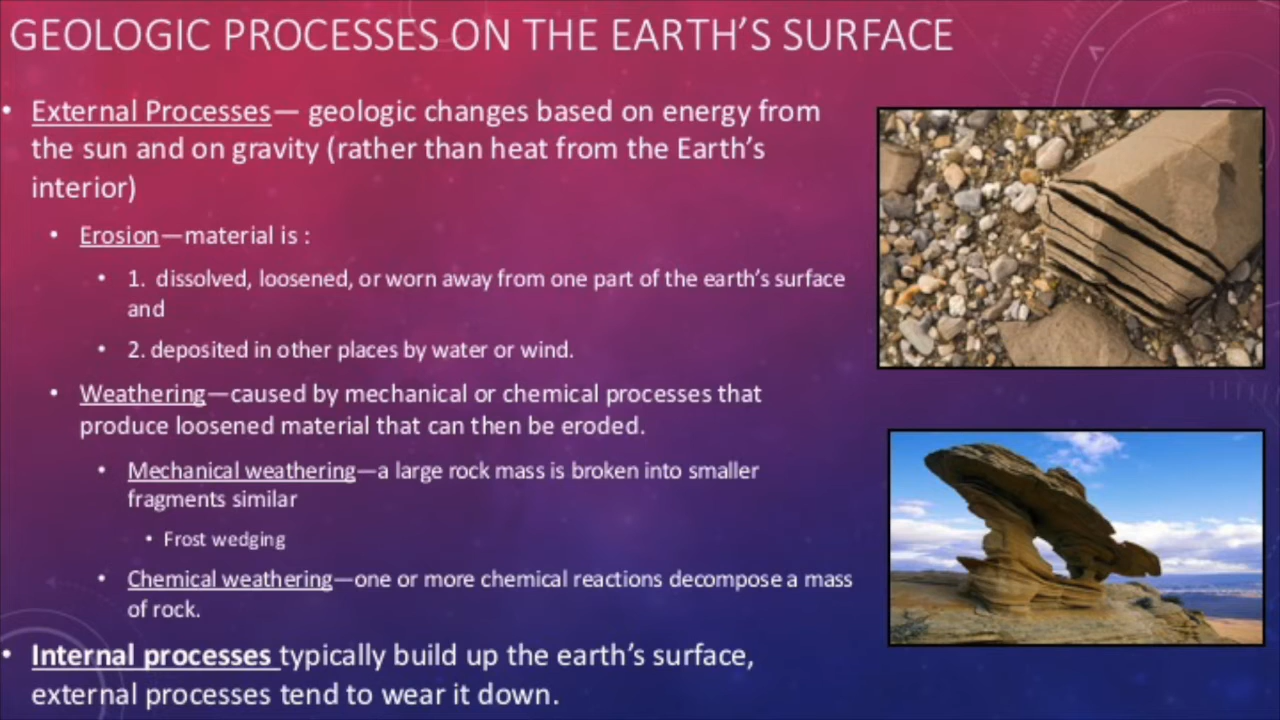 GEOLOGIC PROCESSES ON THE EARTH’S SURFACE
• External Processes— geologic changes based on energy from
the sun and on gravity (rather than heat from the Earth’s
interior)
• Erosion—material is :
• 1. dissolved, loosened, or worn away from one part of the earth’s surface
and
• 2. deposited in other places by water or wind.
• Weathering—caused by mechanical or chemical processes that
produce loosened material that can then be eroded.
• Mechanical weathering—a large rock mass is broken into smaller
fragments similar
• Frost wedging
• Chemical weathering—one or more chemical reactions decompose a mass
of rock.
• Internal processes typically build up the earth’s surface,
external processes tend to wear it down.